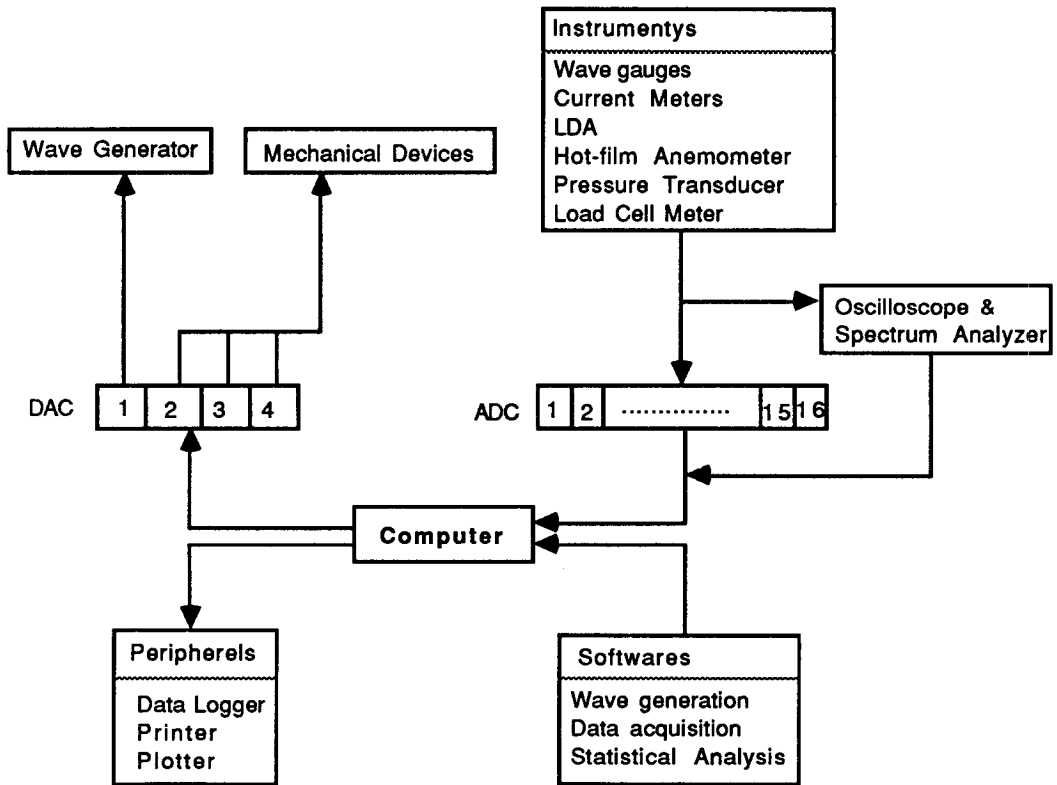 Instrumentys
Wave gauges
Current Meters
LDA
Hot-film Anemometer
Pressure Transducer
Load Cell Meter
Wave Generator
Mechanical Devices
Oscilloscope &
Spectrum Analyzer
DAC 1 2 3 4
ADC 1 2 .............. 15 16
Computer
Peripherels
Data Logger
Printer
Plotter
Softwares
Wave generation
Data acquisition
Statistical Analysis